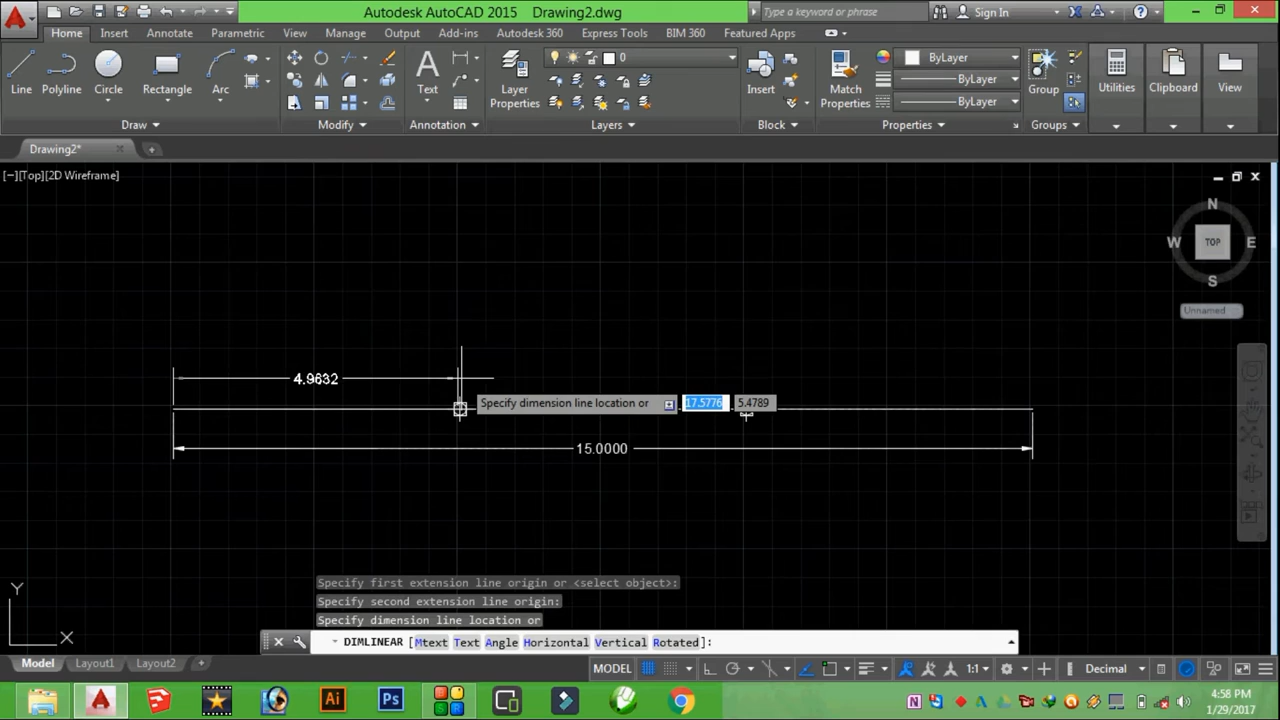 Autodesk AutoCAD 2015 Drawing2.dwg
Type a keyword or phrase
Sign In
Home Insert Annotate Parametric View Manage Output Add-ins Autodesk 360 Express Tools BIM 360 Featured Apps
Line Polyline Circle Rectangle Arc
Text
Layer Properties
0
Insert
Match Properties
ByLayer
ByLayer
ByLayer
Group
Utilities
Clipboard
View
Draw
Modify
Annotation
Layers
Block
Properties
Groups
Drawing2*
[−][Top][2D Wireframe]
N
W TOP E
S
Unnamed
4.9632
Specify dimension line location or 17.5776 5.4789
15.0000
Specify first extension line origin or <select object>:
Specify second extension line origin:
Specify dimension line location or
Y
X
DIMLINEAR [Mtext Text Angle Horizontal Vertical Rotated]:
Model Layout1 Layout2
MODEL
1:1
Decimal
Ai
Ps
4:58 PM
1/29/2017